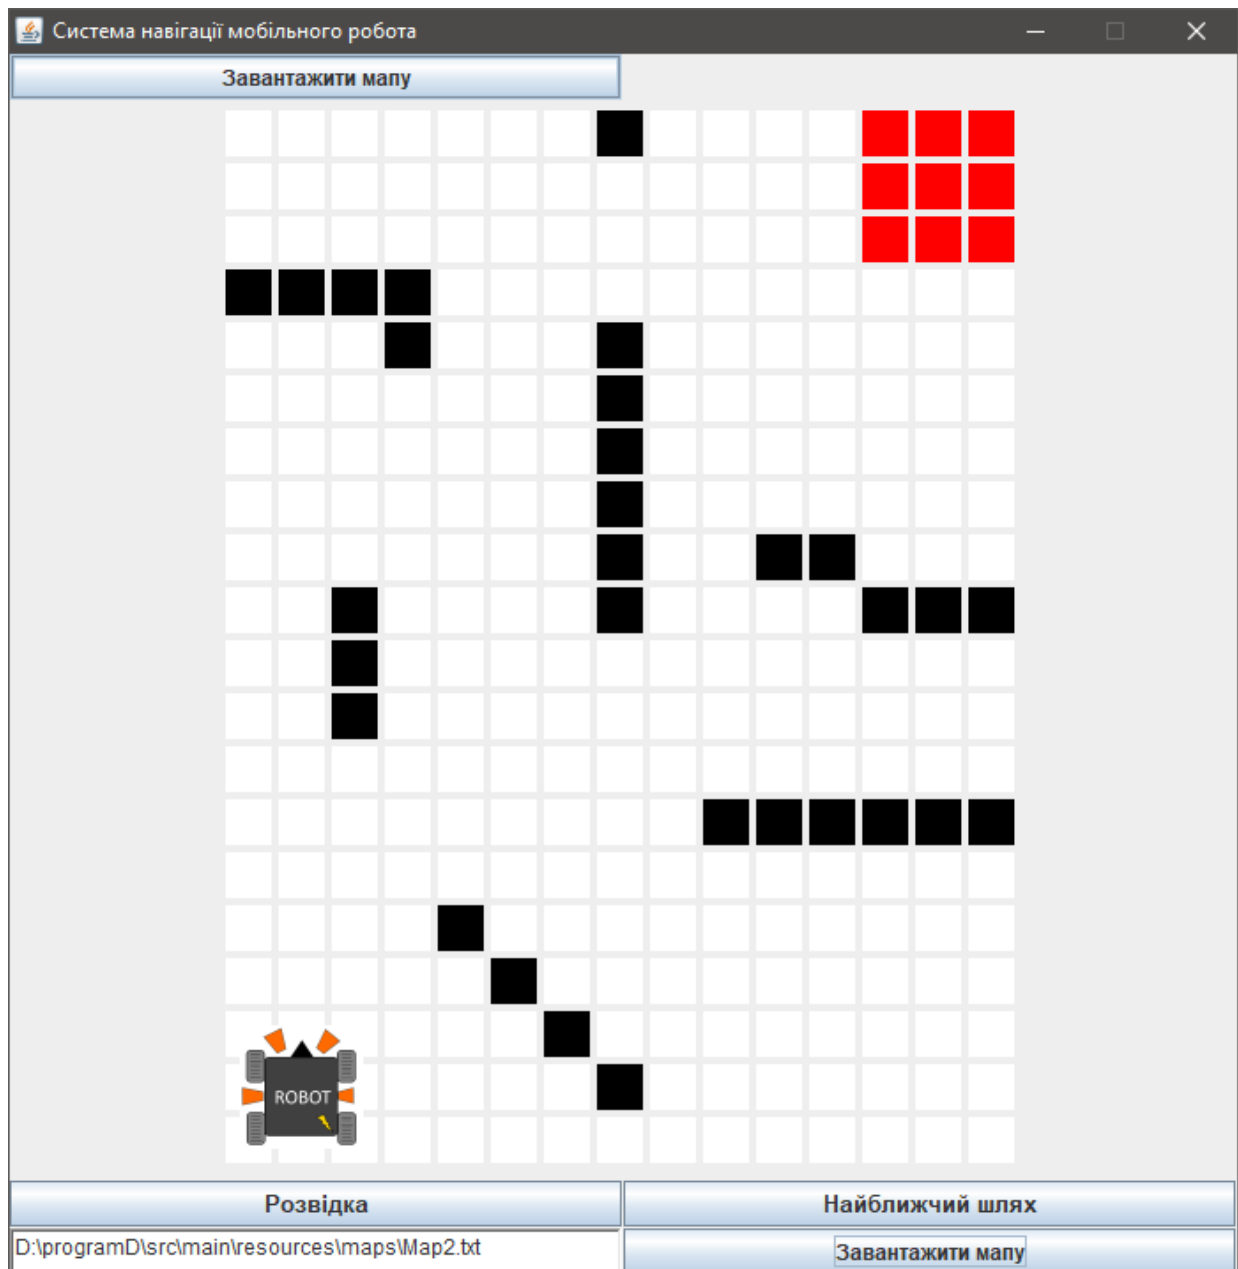 Система навігації мобільного робота
Завантажити мапу
ROBOT
Розвідка
Найближчий шлях
D:\programD\src\main\resources\maps\Map2.txt
Завантажити мапу